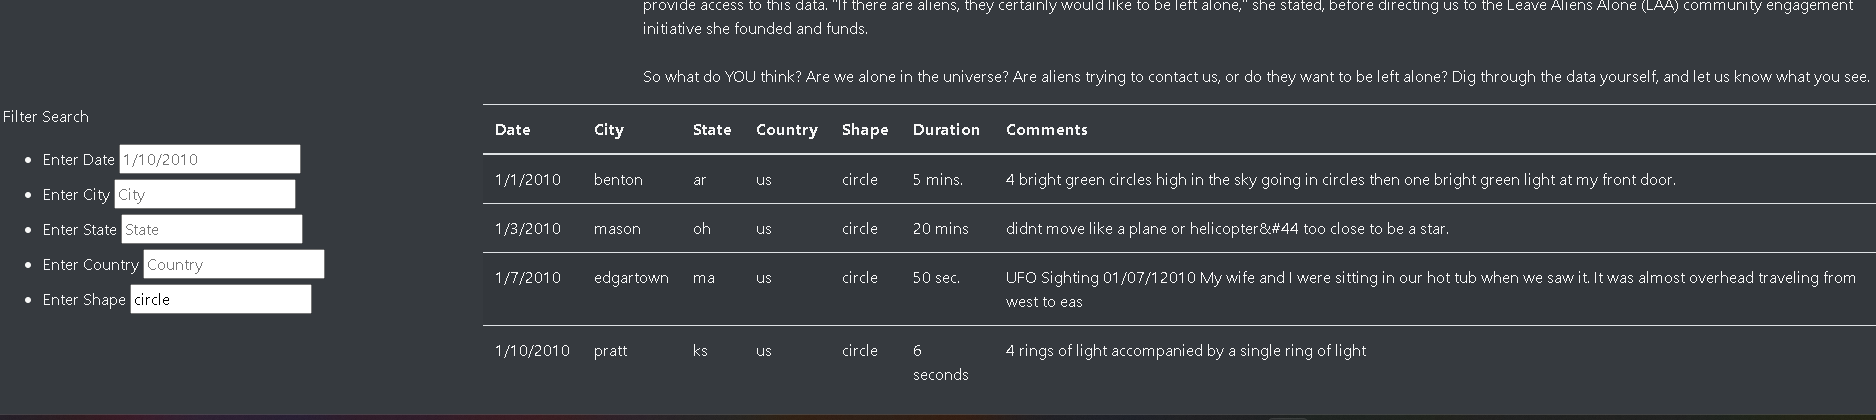 provide access to this data. "If there are aliens, they certainly would like to be left alone," she stated, before directing us to the Leave Aliens Alone (LAA) community engagement
initiative she founded and funds.
So what do YOU think? Are we alone in the universe? Are aliens trying to contact us, or do they want to be left alone? Dig through the data yourself, and let us know what you see.
Filter Search
Enter Date 1/10/2010
Enter City City
Enter State State
Enter Country Country
Enter Shape circle
Date City State Country Shape Duration Comments
1/1/2010 benton ar us circle 5 mins. 4 bright green circles high in the sky going in circles then one bright green light at my front door.
1/3/2010 mason oh us circle 20 mins didnt move like a plane or helicopter&#44 too close to be a star.
1/7/2010 edgartown ma us circle 50 sec. UFO Sighting 01/07/12010 My wife and I were sitting in our hot tub when we saw it. It was almost overhead traveling from
west to eas
1/10/2010 pratt ks us circle 6 4 rings of light accompanied by a single ring of light
seconds